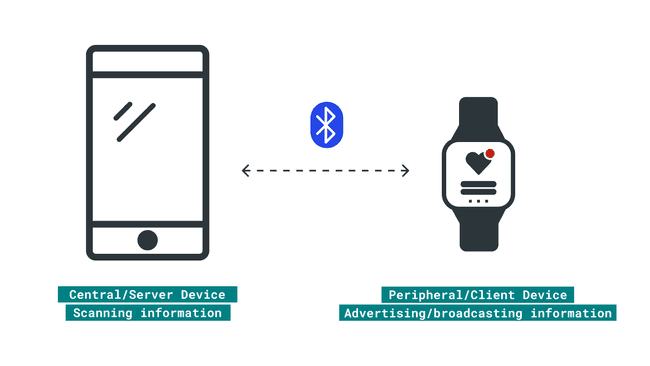 Central/Server Device
Scanning information
Peripheral/Client Device
Advertising/broadcasting information